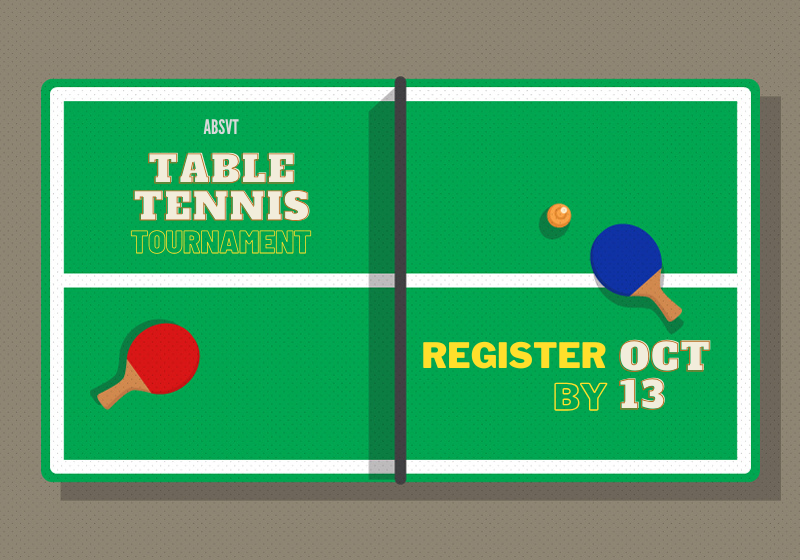 ABSVT
TABLE
TENNIS
TOURNAMENT
REGISTER OCT
BY 13